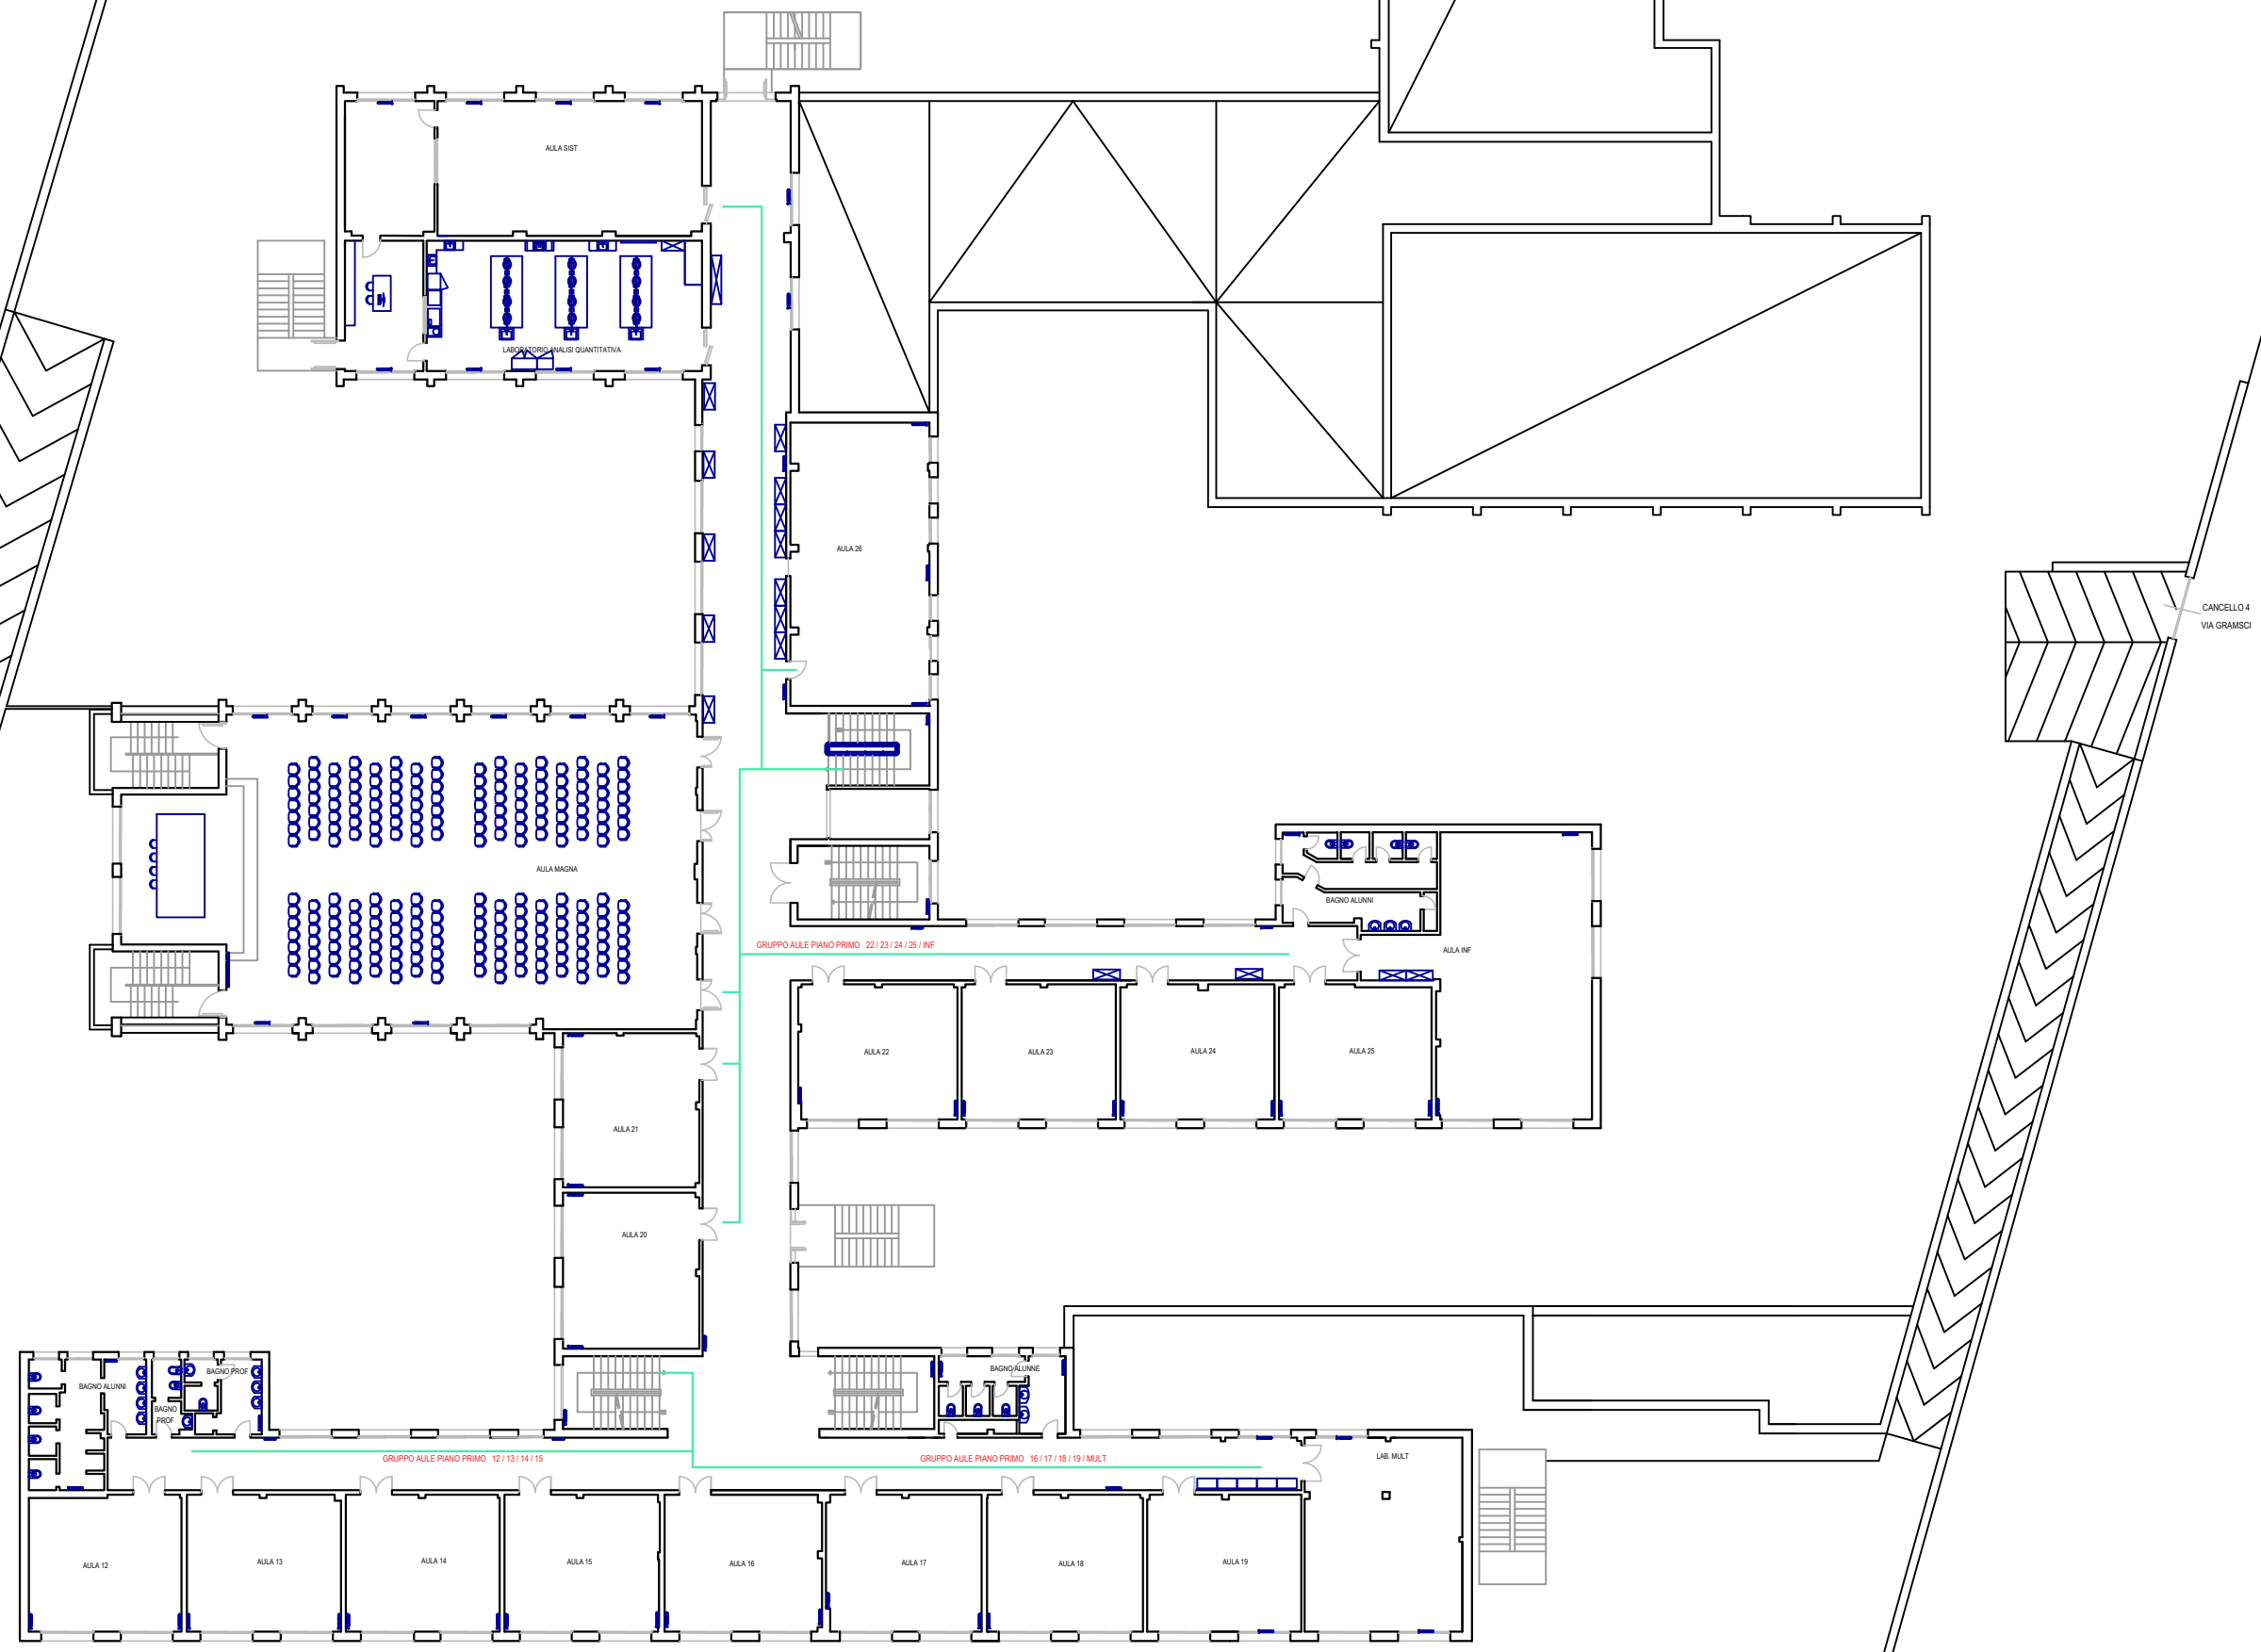 AULA SIST
LABORATORIO ANALISI QUANTITATIVA
AULA 26
CANCELLO 4
VIA GRAMSCI
AULA MAGNA
BAGNO ALUNNI
GRUPPO AULE PIANO PRIMO 22 / 23 / 24 / 25 / INF
AULA INF
AULA 22
AULA 23
AULA 24
AULA 25
AULA 21
AULA 20
BAGNO ALUNNI
BAGNO PROF
BAGNO
PROF
BAGNO ALUNNE
GRUPPO AULE PIANO PRIMO 12 / 13 / 14 / 15
GRUPPO AULE PIANO PRIMO 16 / 17 / 18 / 19 / MULT
LAB. MULT
AULA 12
AULA 13
AULA 14
AULA 15
AULA 16
AULA 17
AULA 18
AULA 19